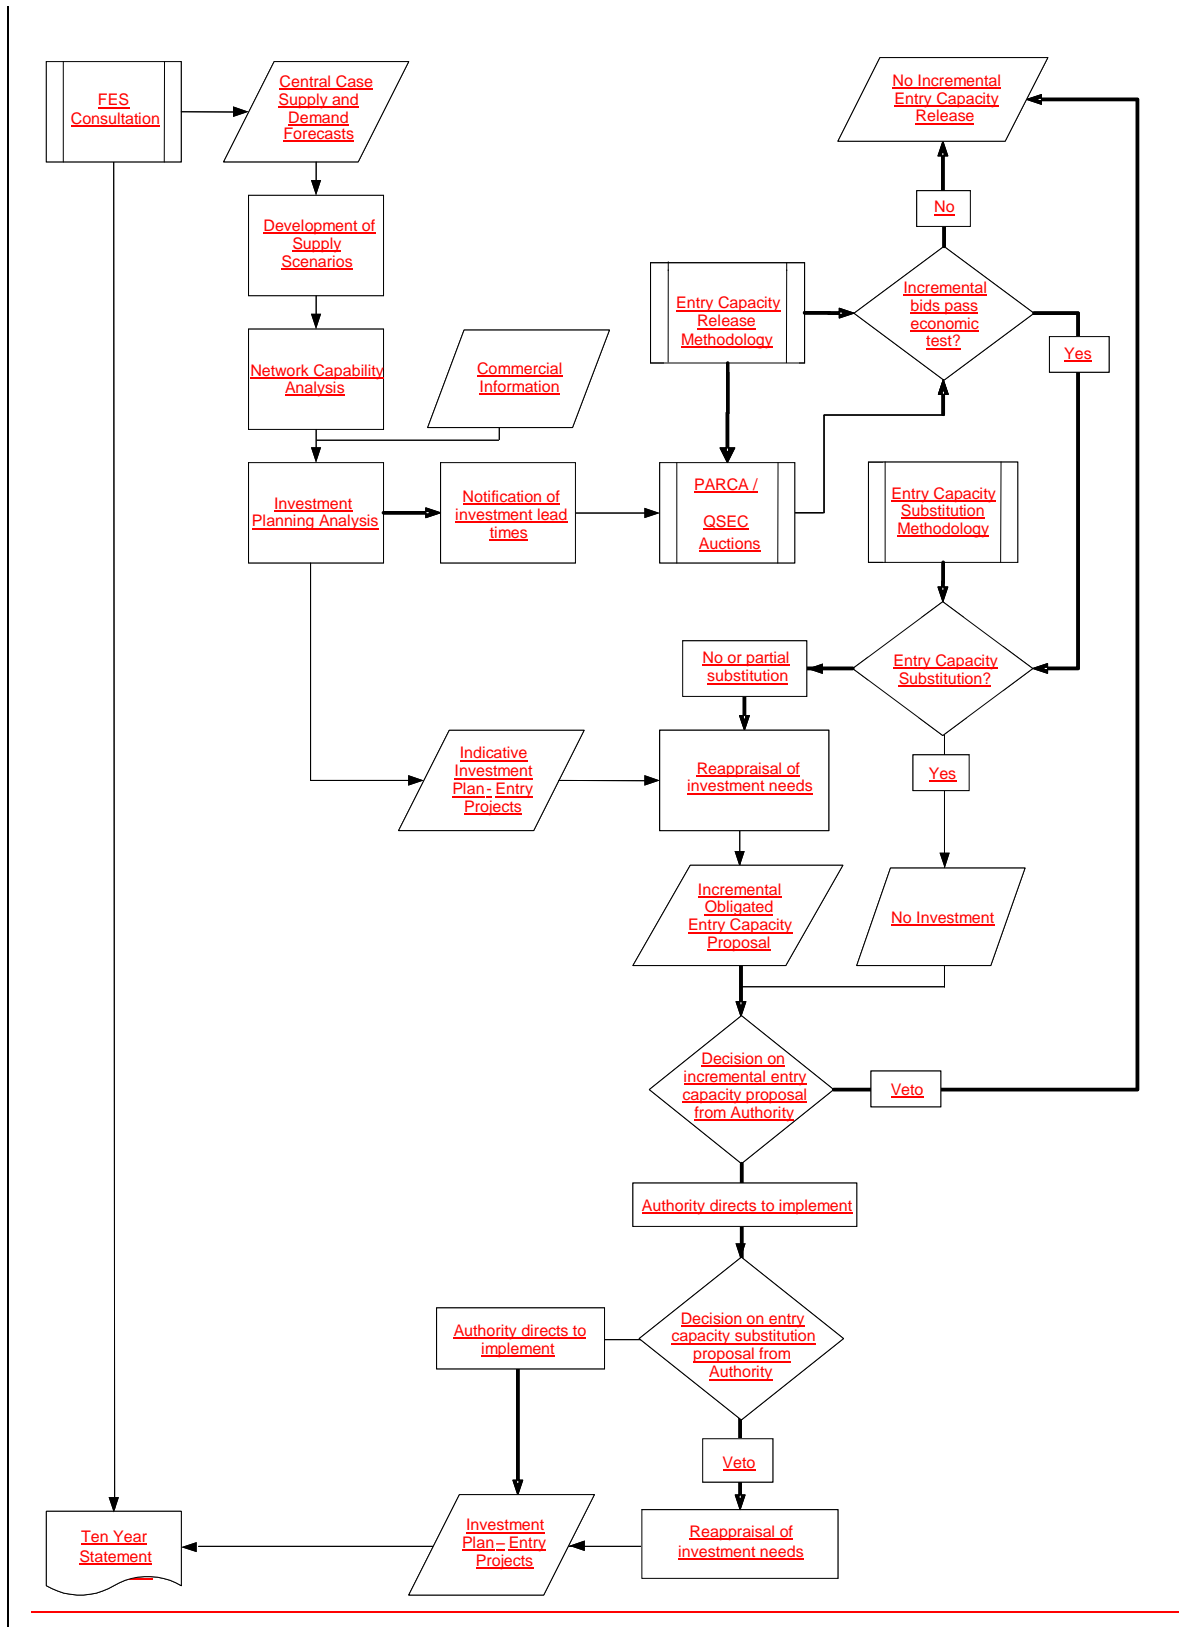 FES
Consultation
Central Case
Supply and
Demand
Forecasts
No Incremental
Entry Capacity
Release
Development of
Supply
Scenarios
No
Entry Capacity
Release
Methodology
Incremental
bids pass
economic
test?
Yes
Network Capability
Analysis
Commercial
Information
Investment
Planning Analysis
Notification of
investment lead
times
PARCA /
QSEC
Auctions
Entry Capacity
Substitution
Methodology
No or partial
substitution
Entry Capacity
Substitution?
Indicative
Investment
Plan - Entry
Projects
Reappraisal of
investment needs
Yes
Incremental
Obligated
Entry Capacity
Proposal
No Investment
Decision on
incremental entry
capacity proposal
from Authority
Veto
Authority directs to implement
Authority directs to
implement
Decision on entry
capacity substitution
proposal from
Authority
Veto
Ten Year
Statement
Investment
Plan – Entry
Projects
Reappraisal of
investment needs